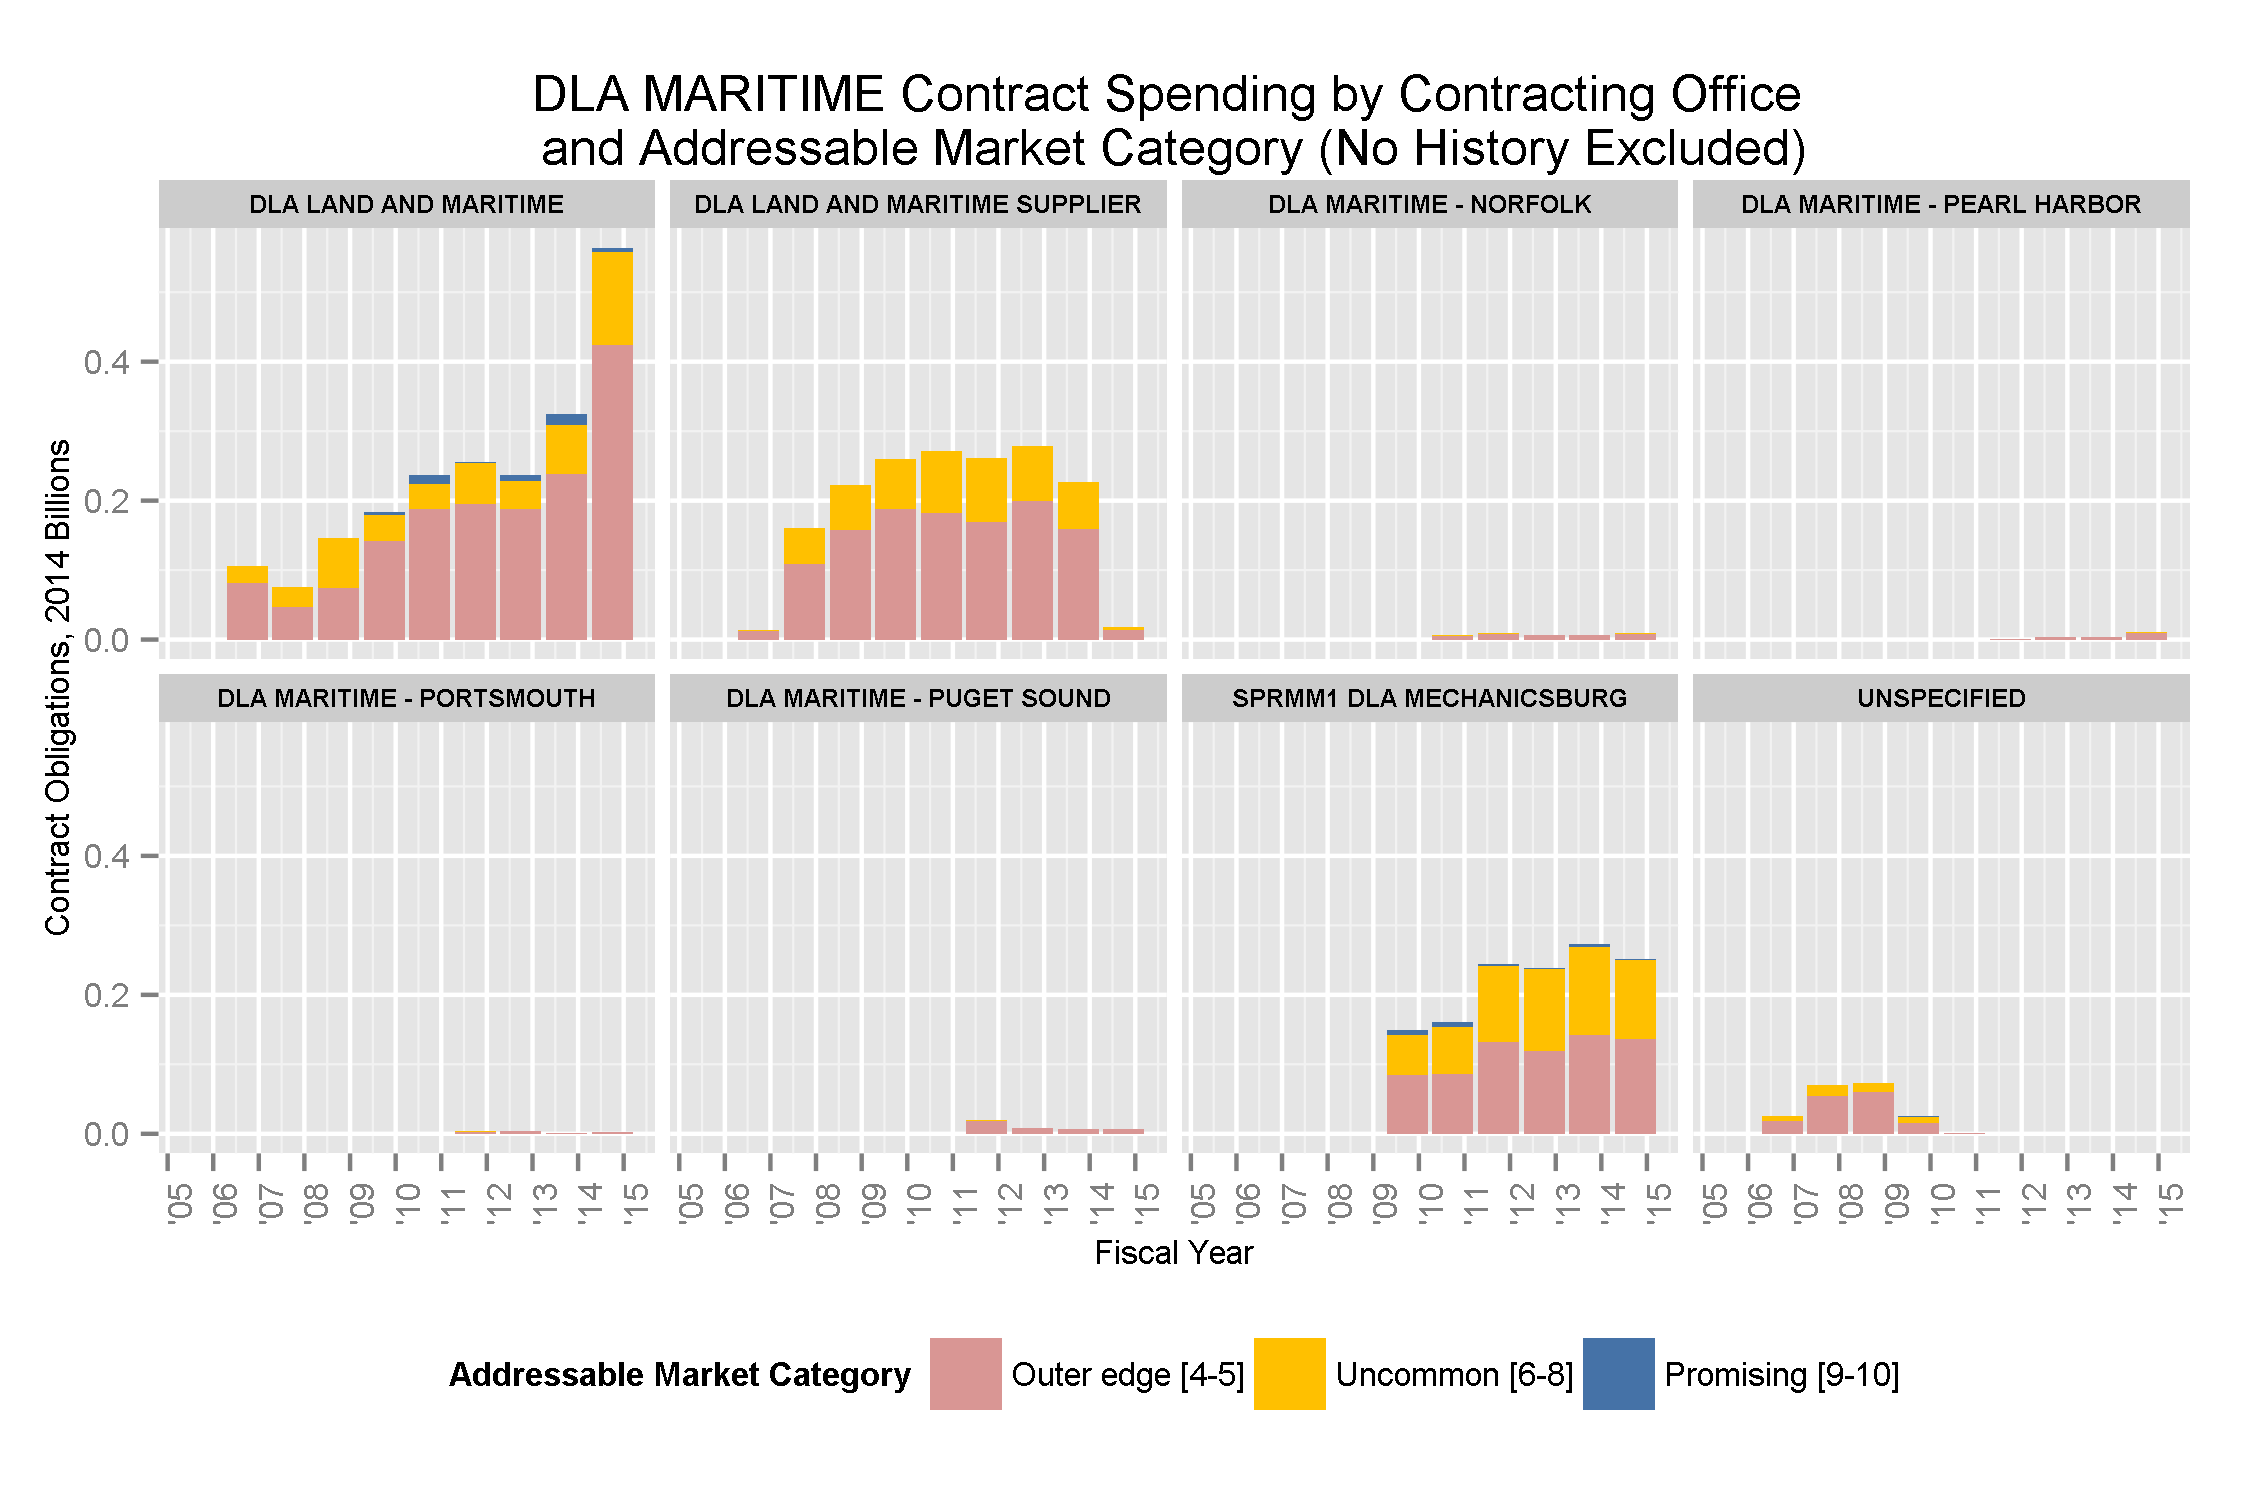 DLA MARITIME Contract Spending by Contracting Office
and Addressable Market Category (No History Excluded)
DLA LAND AND MARITIME
DLA LAND AND MARITIME SUPPLIER
DLA MARITIME - NORFOLK
DLA MARITIME - PEARL HARBOR
0.4
0.2
0.0
DLA MARITIME - PORTSMOUTH
DLA MARITIME - PUGET SOUND
SPRMM1 DLA MECHANICSBURG
UNSPECIFIED
0.4
0.2
0.0
Contract Obligations, 2014 Billions
'05 '06 '07 '08 '09 '10 '11 '12 '13 '14 '15
'05 '06 '07 '08 '09 '10 '11 '12 '13 '14 '15
'05 '06 '07 '08 '09 '10 '11 '12 '13 '14 '15
'05 '06 '07 '08 '09 '10 '11 '12 '13 '14 '15
Fiscal Year
Addressable Market Category Outer edge [4-5] Uncommon [6-8] Promising [9-10]